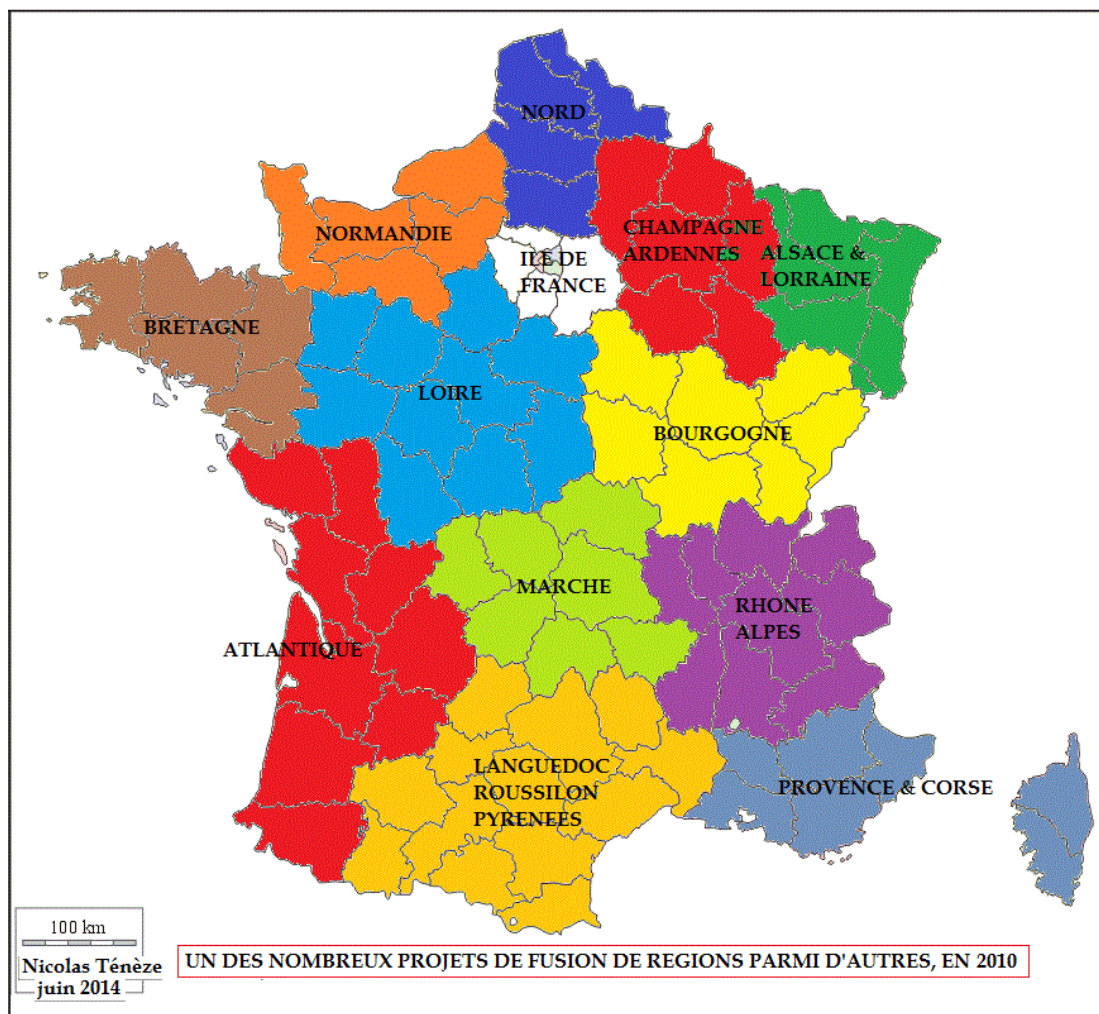 NORD
NORMANDIE
CHAMPAGNE
ARDENNES
ILE DE
FRANCE
ALSACE &
LORRAINE
BRETAGNE
LOIRE
BOURGOGNE
MARCHE
RHONE
ALPES
ATLANTIQUE
LANGUEDOC
ROUSSILON
PYRENEES
PROVENCE & CORSE
100 km
Nicolas Ténèze
juin 2014
UN DES NOMBREUX PROJETS DE FUSION DE REGIONS PARMI D'AUTRES, EN 2010